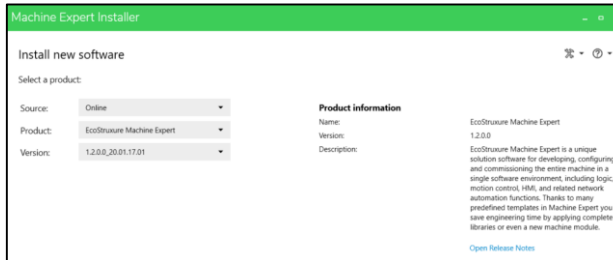 Machine Expert Installer
Install new software
Select a product:
Source: Online
Product: EcoStruxure Machine Expert
Version: 1.2.0.0_20.01.17.01
Product information
Name: EcoStruxure Machine Expert
Version: 1.2.0.0
Description: EcoStruxure Machine Expert is a unique
solution software for developing, configuring
and commissioning the entire machine in a
single software environment, including logic,
motion control, HMI, and related network
automation functions. Thanks to many
predefined templates in Machine Expert you
save engineering time by applying complete
libraries or even a new machine module.
Open Release Notes